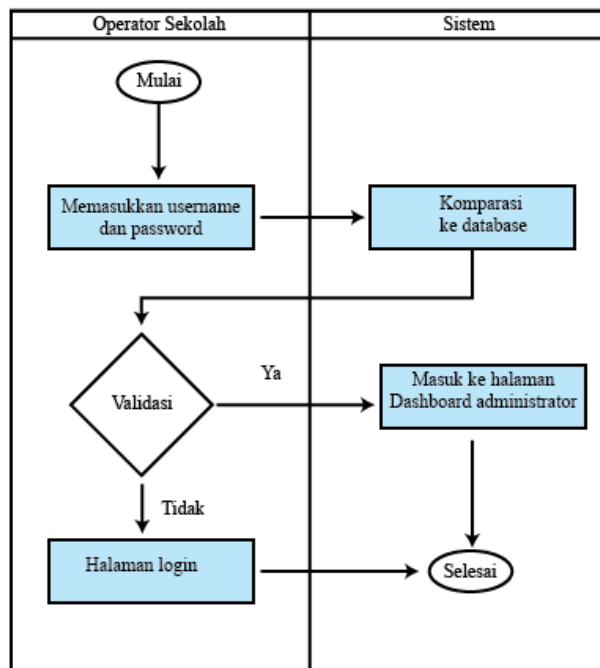 Operator Sekolah
Sistem
Mulai
Memasukkan username
dan password
Komparasi
ke database
Validasi
Ya
Masuk ke halaman
Dashboard administrator
Tidak
Halaman login
Selesai